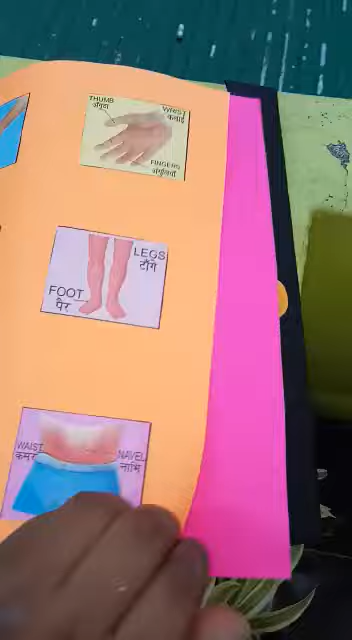 THUMB
अँगूठा
WRIST
कलाई
FINGERS
अंगुलियाँ
LEGS
टाँगें
FOOT
पैर
WAIST
कमर
NAVEL
नाभि